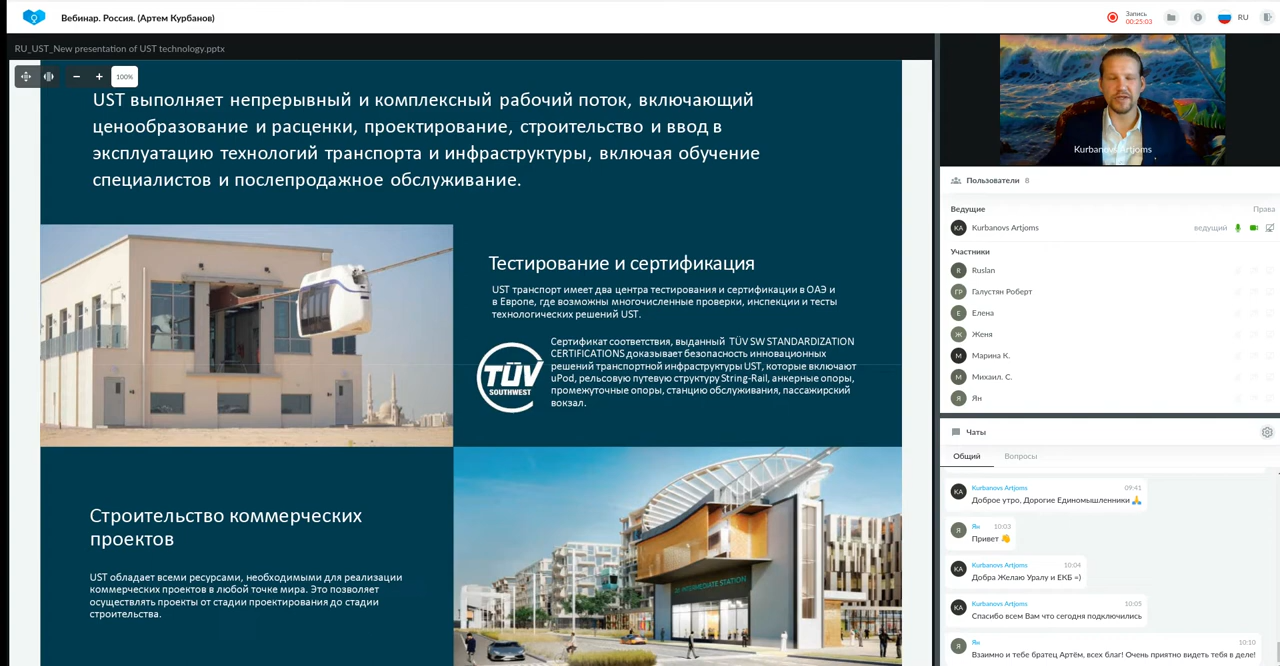 Вебинар. Россия. (Артем Курбанов)
Запись
00:25:03
RU
RU_UST_New presentation of UST technology.pptx
100%
UST выполняет непрерывный и комплексный рабочий поток, включающий
ценообразование и расценки, проектирование, строительство и ввод в
эксплуатацию технологий транспорта и инфраструктуры, включая обучение
специалистов и послепродажное обслуживание.
Тестирование и сертификация
UST транспорт имеет два центра тестирования и сертификации в ОАЭ и
в Европе, где возможны многочисленные проверки, инспекции и тесты
технологических решений UST.
TÜV
SOUTHWEST
Сертификат соответствия, выданный TÜV SW STANDARDIZATION
CERTIFICATIONS доказывает безопасность инновационных
решений транспортной инфраструктуры UST, которые включают
uPod, рельсовую путевую структуру String-Rail, анкерные опоры,
промежуточные опоры, станцию обслуживания, пассажирский
вокзал.
Строительство коммерческих
проектов
UST обладает всеми ресурсами, необходимыми для реализации
коммерческих проектов в любой точке мира. Это позволяет
осуществлять проекты от стадии проектирования до стадии
строительства.
INTERMEDIATE STATION
Kurbanovs Artjoms
Пользователи 8
Ведущие Права
KA Kurbanovs Artjoms ведущий
Участники
R Ruslan
ГР Галустян Роберт
Е Елена
Ж Женя
М Марина К.
М Михаил. С.
Я Ян
Чаты
Общий Вопросы
KA Kurbanovs Artjoms 09:41
Доброе утро, Дорогие Единомышленники 🙏
Я Ян 10:03
Привет 👋
KA Kurbanovs Artjoms 10:04
Добра Желаю Уралу и ЕКБ =)
KA Kurbanovs Artjoms 10:05
Спасибо всем Вам что сегодня подключились
Я Ян 10:10
Взаимно и тебе братец Артём, всех благ! Очень приятно видеть тебя в деле!